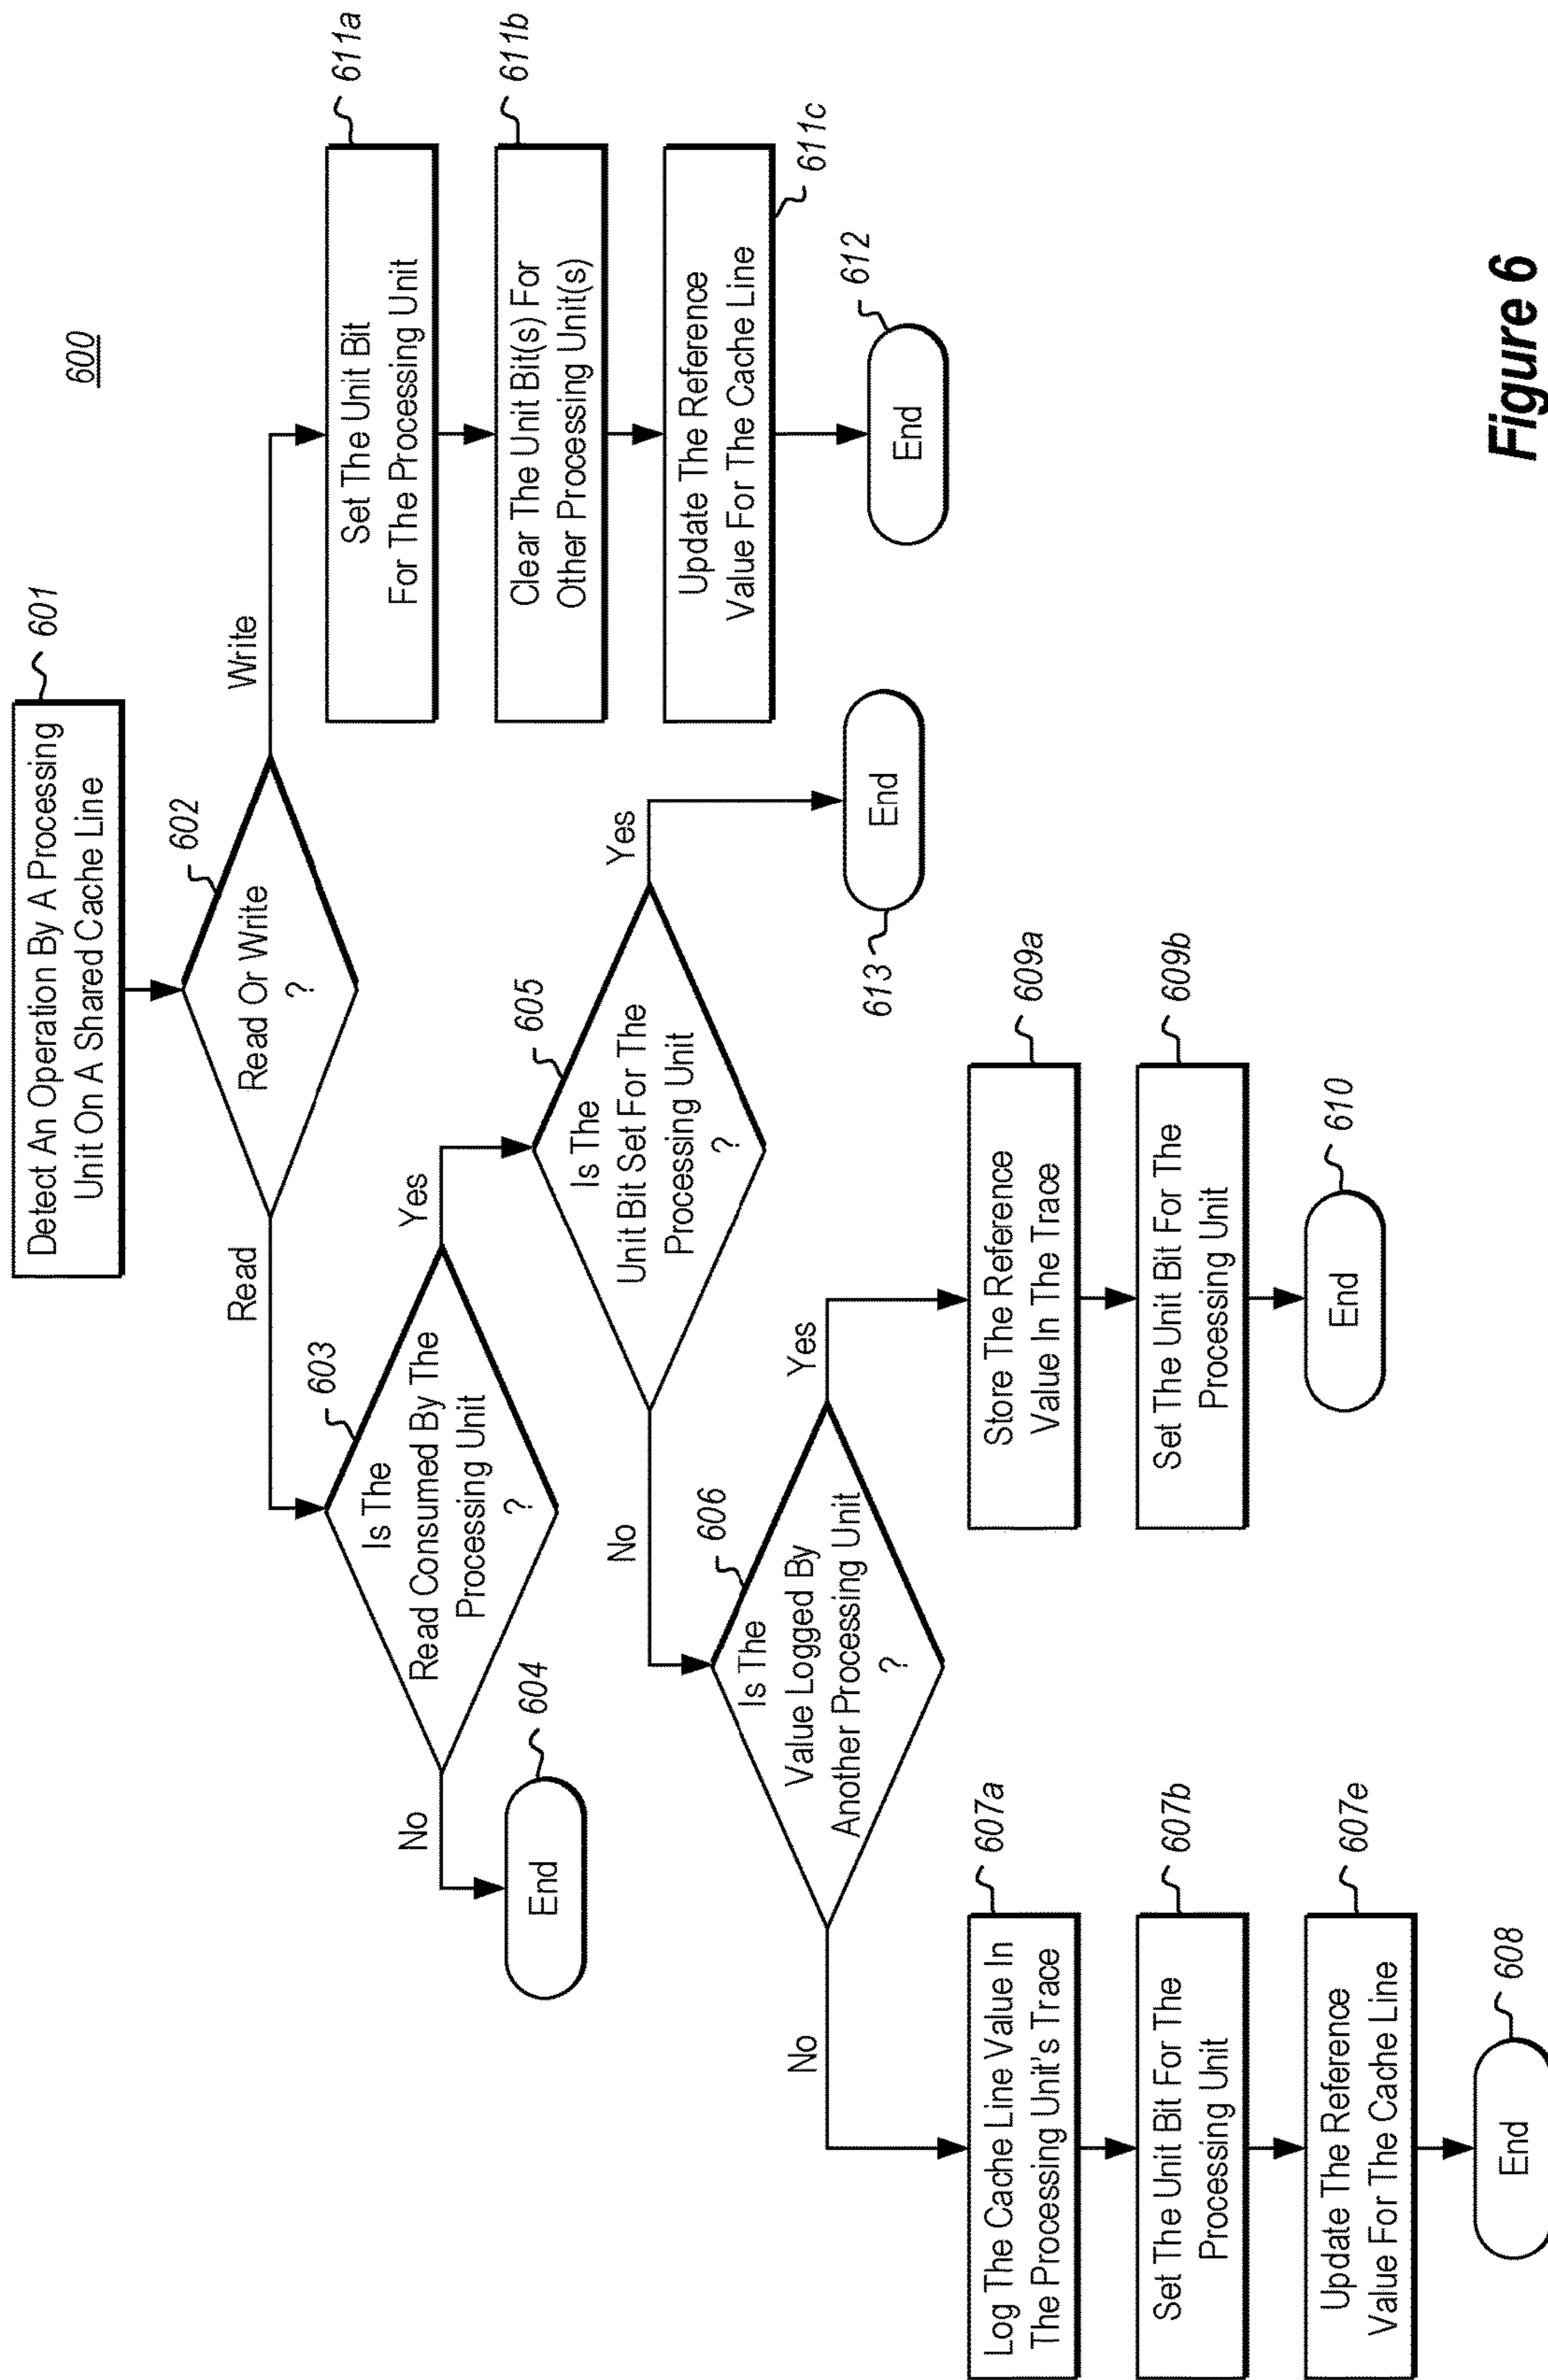 600
Detect An Operation By A Processing
Unit On A Shared Cache Line
601
Read Or Write
?
602
Read
Write
Is The
Read Consumed By The
Processing Unit
?
603
No
Yes
End
604
Is The
Unit Bit Set For The
Processing Unit
?
605
No
Yes
End
613
Is The
Value Logged By
Another Processing Unit
?
606
No
Yes
Log The Cache Line Value In
The Processing Unit's Trace
607a
Set The Unit Bit For The
Processing Unit
607b
Update The Reference
Value For The Cache Line
607e
End
608
Store The Reference
Value In The Trace
609a
Set The Unit Bit For The
Processing Unit
609b
End
610
Set The Unit Bit
For The Processing Unit
611a
Clear The Unit Bit(s) For
Other Processing Unit(s)
611b
Update The Reference
Value For The Cache Line
611c
End
612
Figure 6